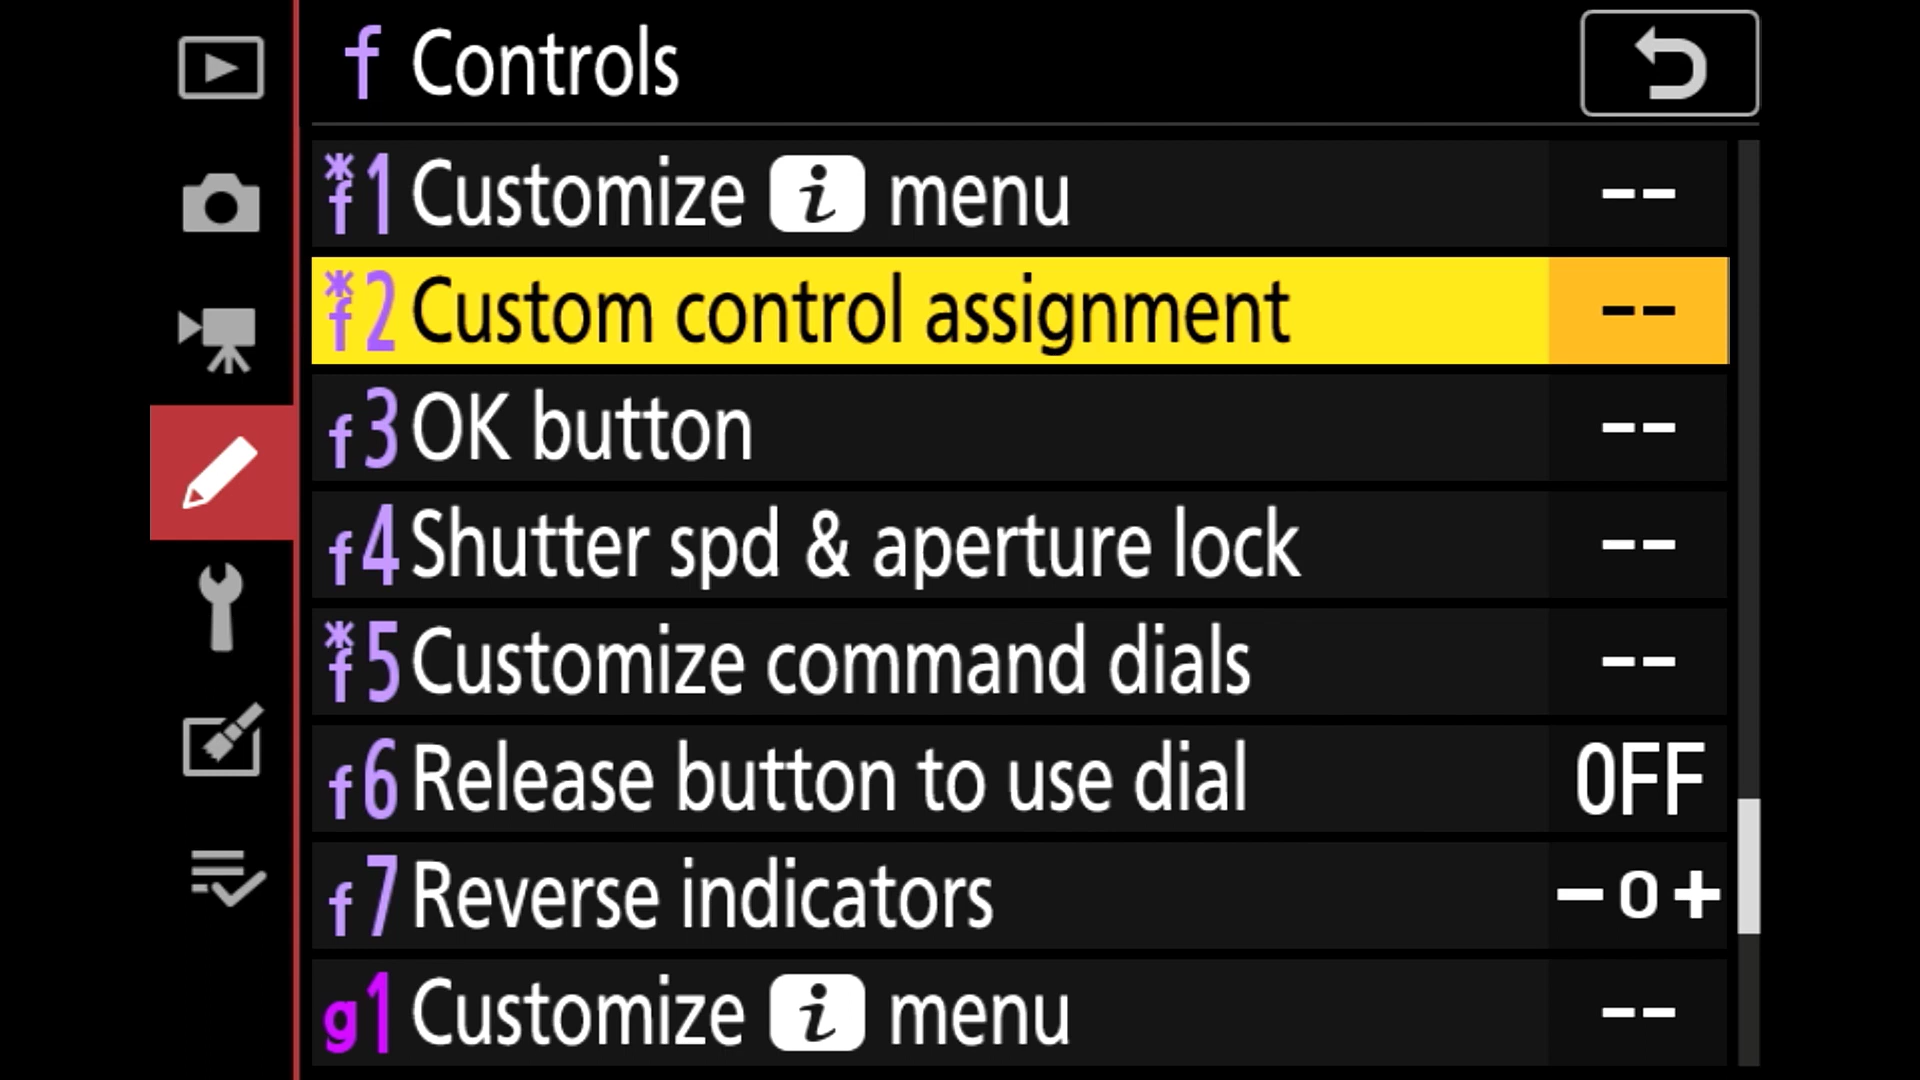 f Controls
*f1 Customize i menu --
*f2 Custom control assignment --
f3 OK button --
f4 Shutter spd & aperture lock --
*f5 Customize command dials --
f6 Release button to use dial OFF
f7 Reverse indicators -0+
g1 Customize i menu --